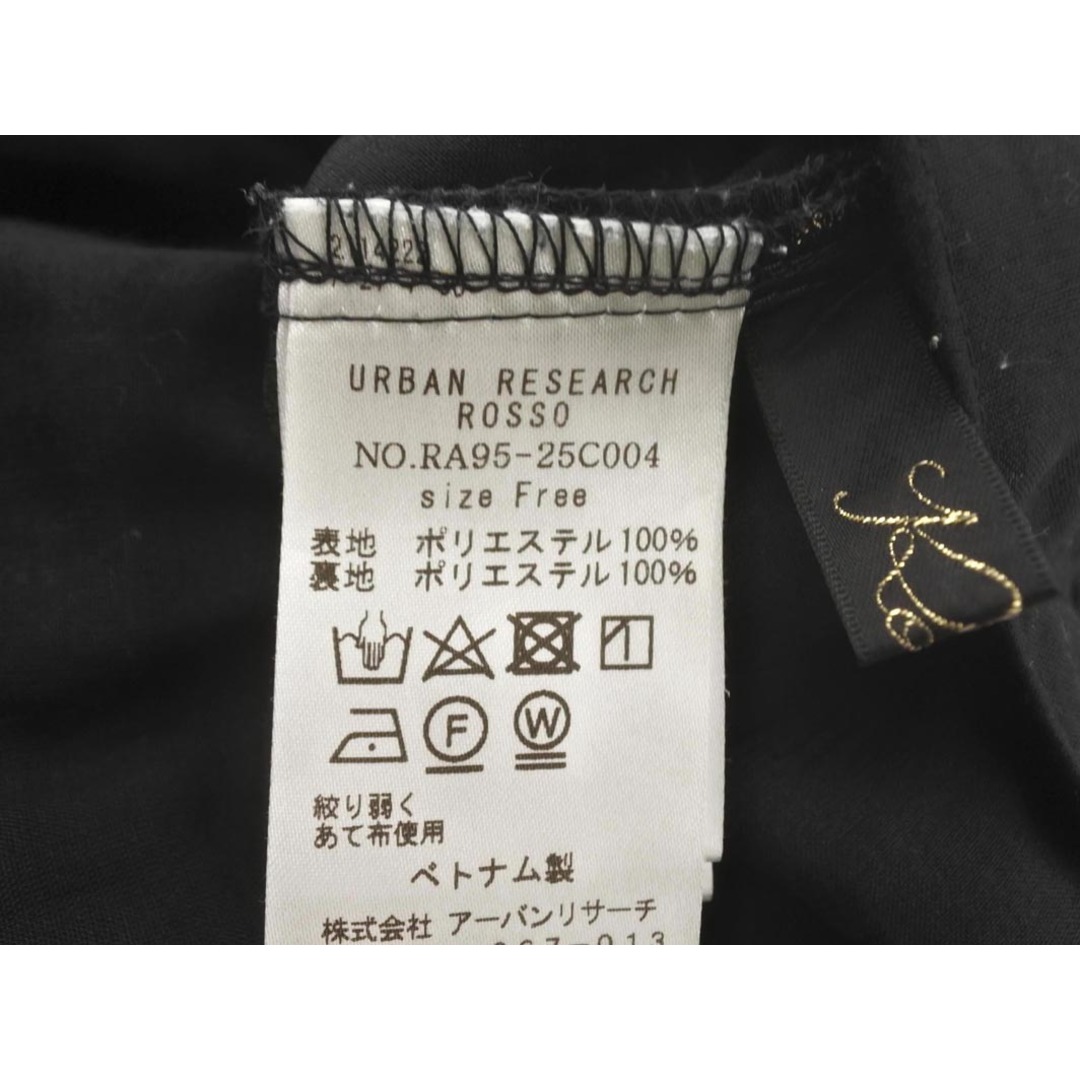 URBAN RESEARCH
ROSSO
NO.RA95-25C004
size Free
表地 ポリエステル100%
裏地 ポリエステル100%
F W
絞り弱く
あて布使用
ベトナム製
株式会社 アーバンリサーチ